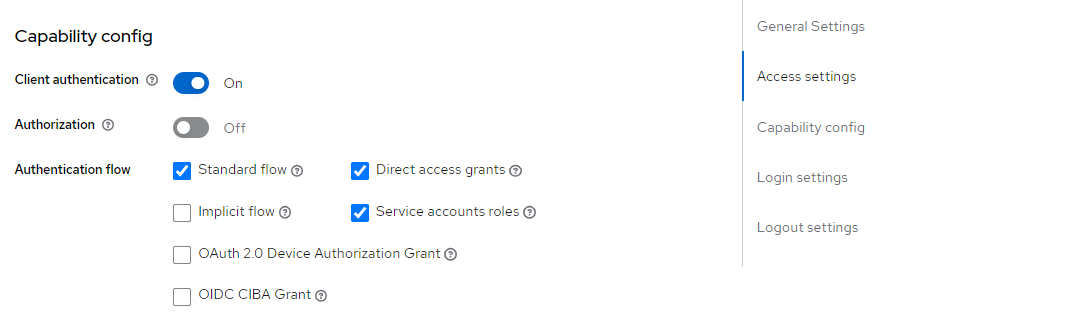 Capability config
Client authentication On
Authorization Off
Authentication flow Standard flow Direct access grants
Implicit flow Service accounts roles
OAuth 2.0 Device Authorization Grant
OIDC CIBA Grant
General Settings
Access settings
Capability config
Login settings
Logout settings